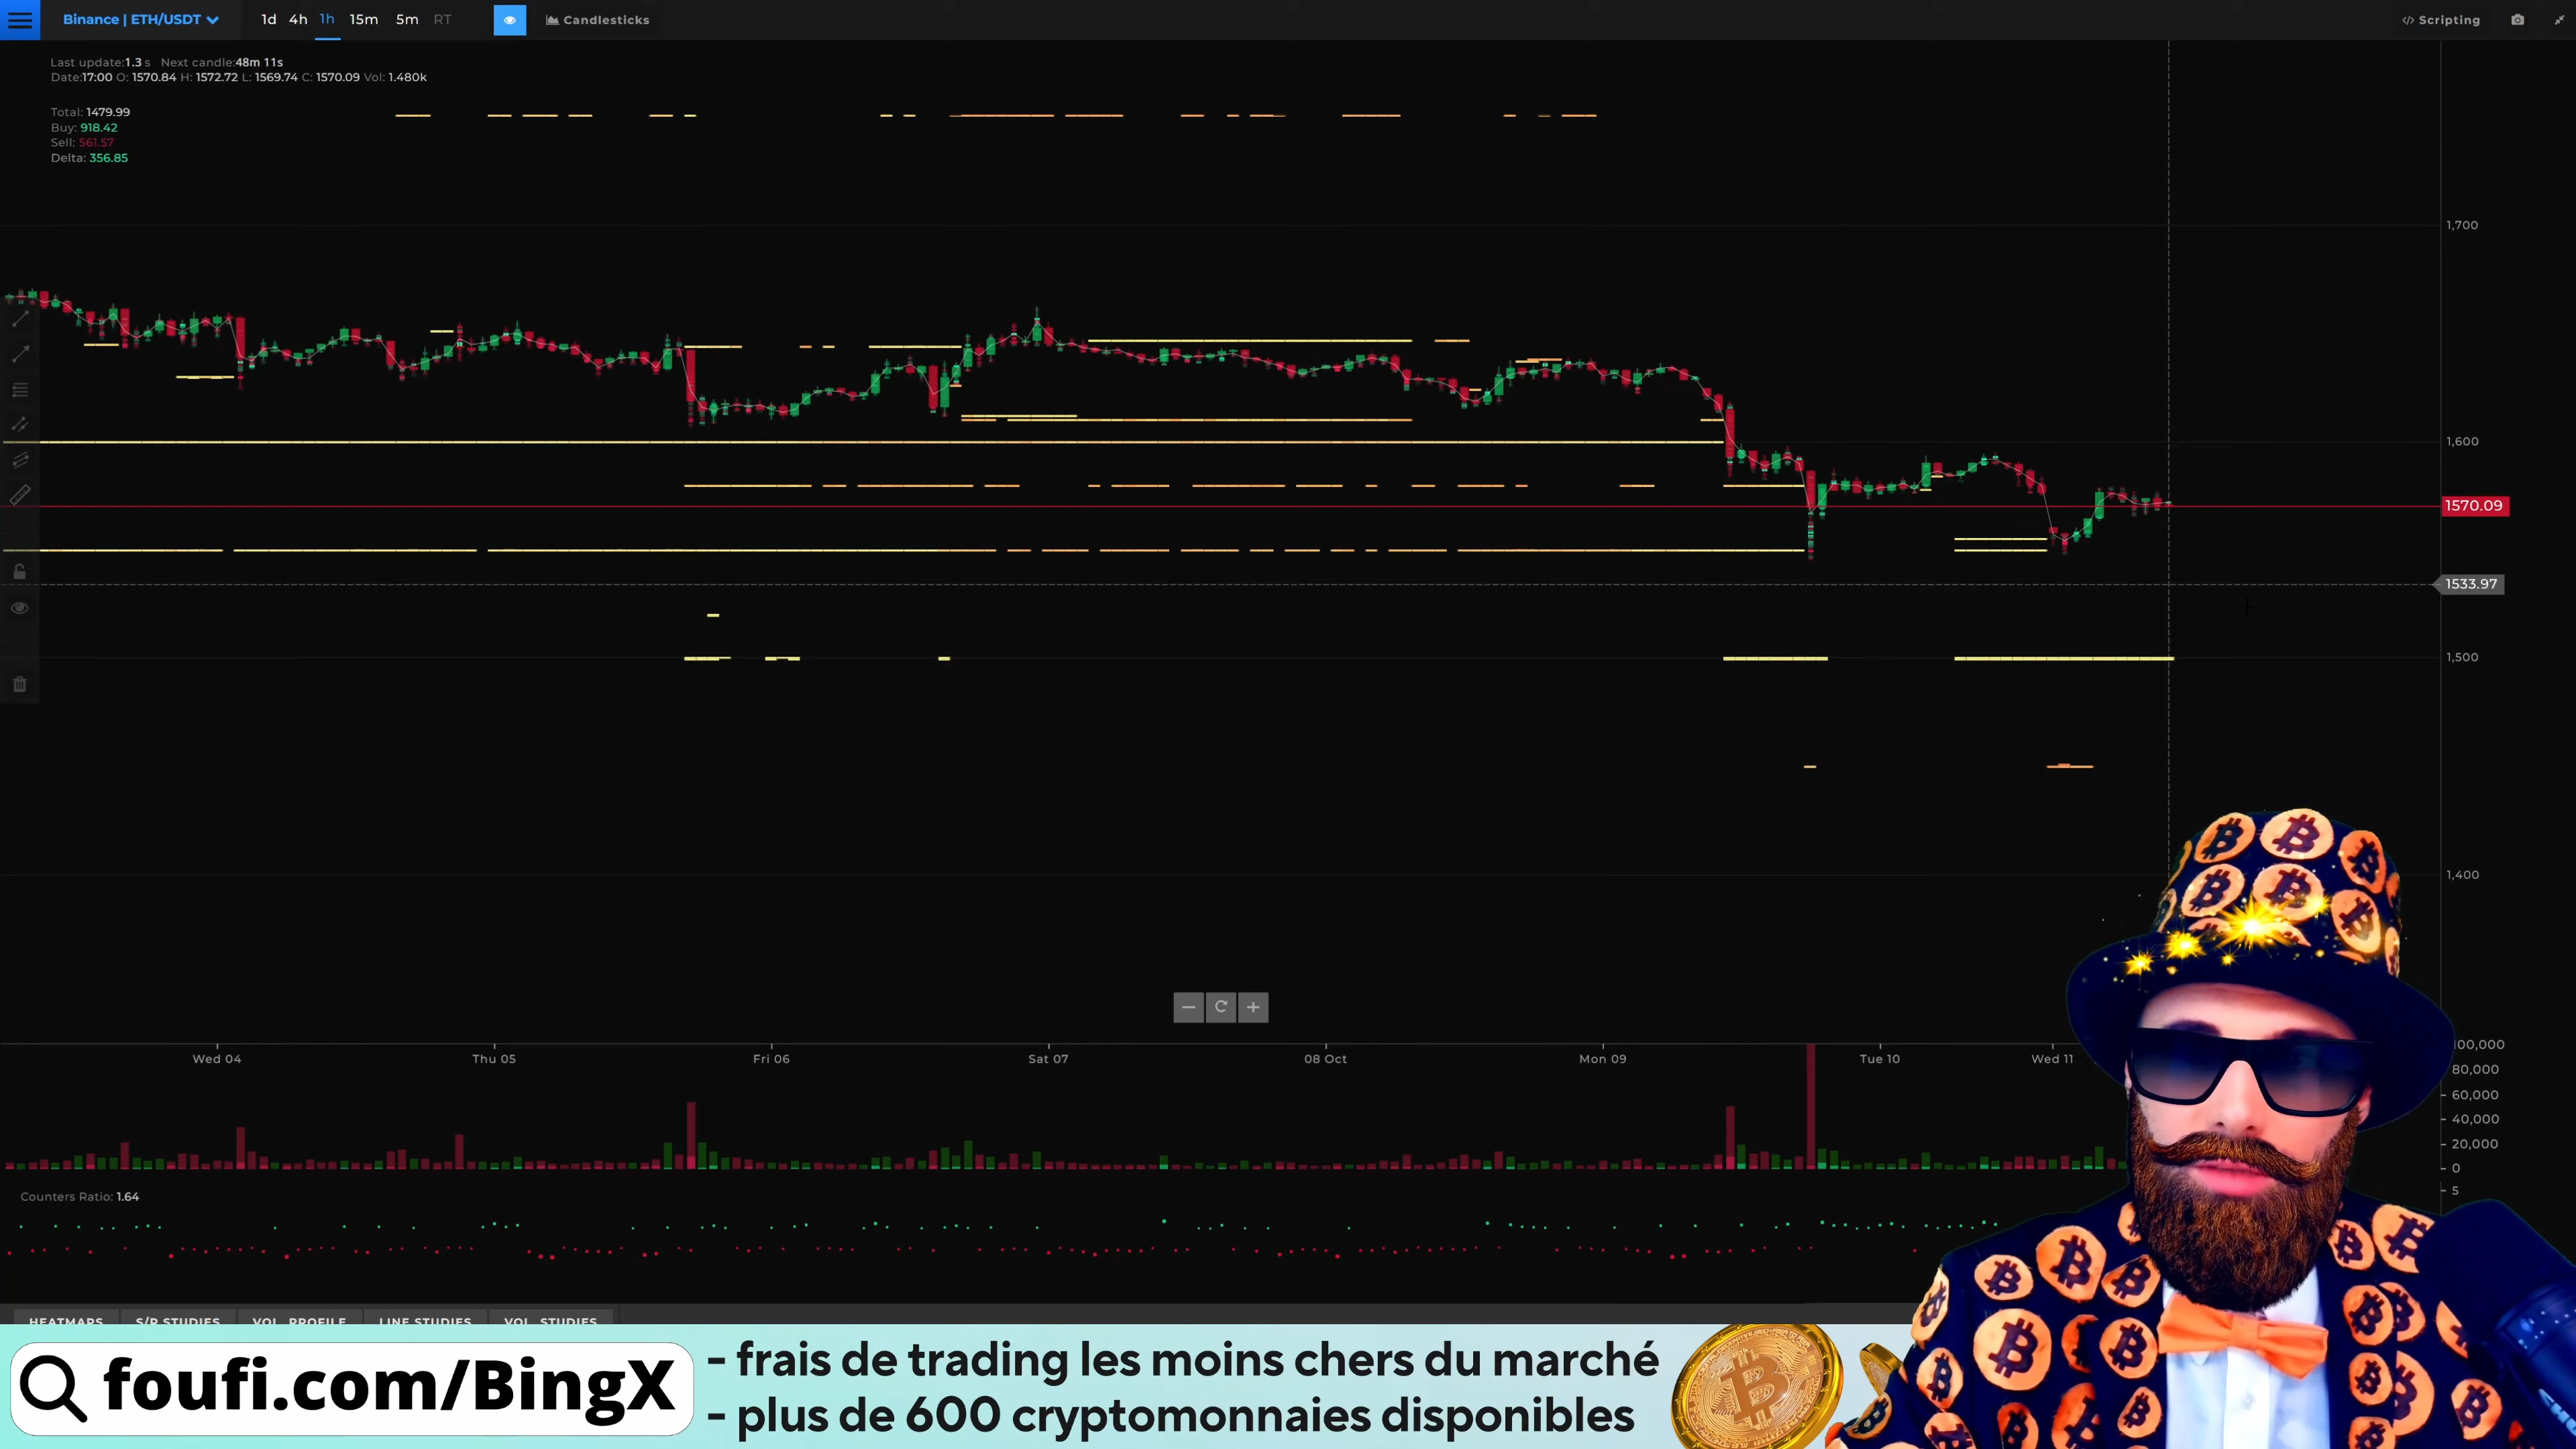 Binance | ETH/USDT 1d 4h 1h 15m 5m RT Candlesticks </> Scripting
Last update:1.3 s Next candle:48m 11s
Date:17:00 O: 1570.84 H: 1572.72 L: 1569.74 C: 1570.09 Vol: 1.480k
Total: 1479.99
Buy: 918.42
Sell: 561.57
Delta: 356.85
1,700
1,600
1570.09
1533.97
1,500
1,400
Wed 04 Thu 05 Fri 06 Sat 07 08 Oct Mon 09 Tue 10 Wed 11
80,000
60,000
40,000
20,000
0
Counters Ratio: 1.64
5
HEATMAPS S/R STUDIES VOL. PROFILE LINE STUDIES VOL. STUDIES
foufi.com/BingX
- frais de trading les moins chers du marché
- plus de 600 cryptomonnaies disponibles